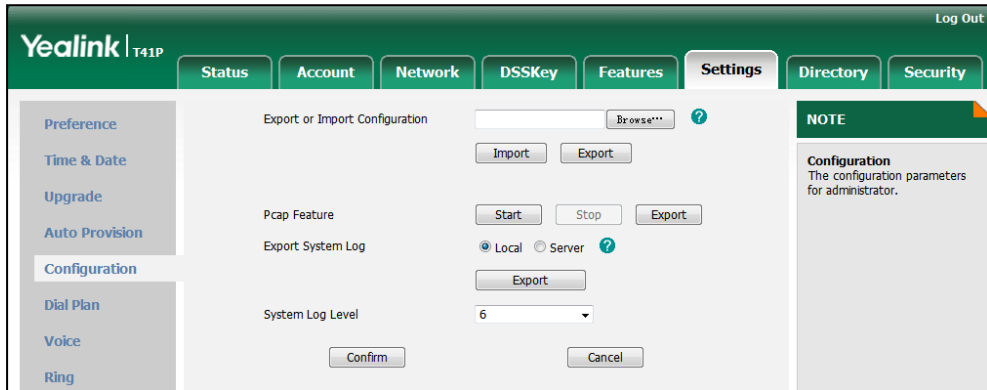 Log Out
Yealink T41P
Status Account Network DSSKey Features Settings Directory Security
Preference
Time & Date
Upgrade
Auto Provision
Configuration
Dial Plan
Voice
Ring
Export or Import Configuration Browse... ?
Import Export
Pcap Feature Start Stop Export
Export System Log Local Server ?
Export
System Log Level 6
Confirm Cancel
NOTE
Configuration
The configuration parameters
for administrator.